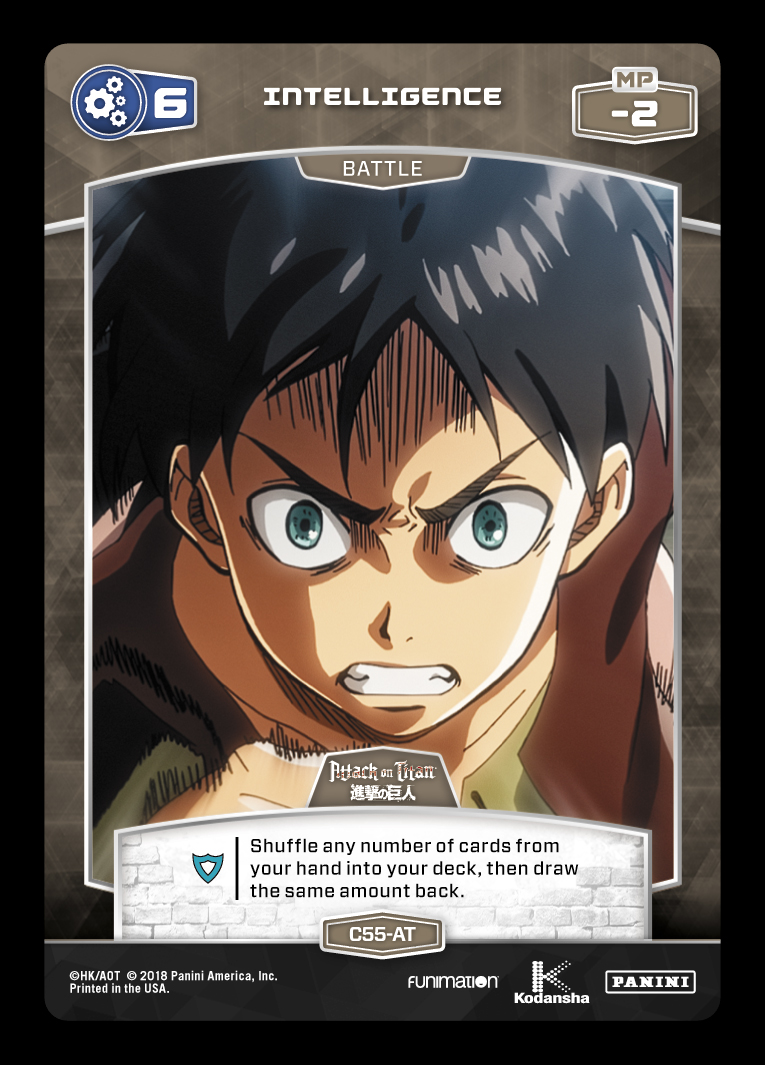 6
INTELLIGENCE
MP
-2
BATTLE
Attack on Titan
進撃の巨人
Shuffle any number of cards from
your hand into your deck, then draw
the same amount back.
C55-AT
©HK/AOT © 2018 Panini America, Inc.
Printed in the USA.
FUNIMATION
Kodansha
PANINI